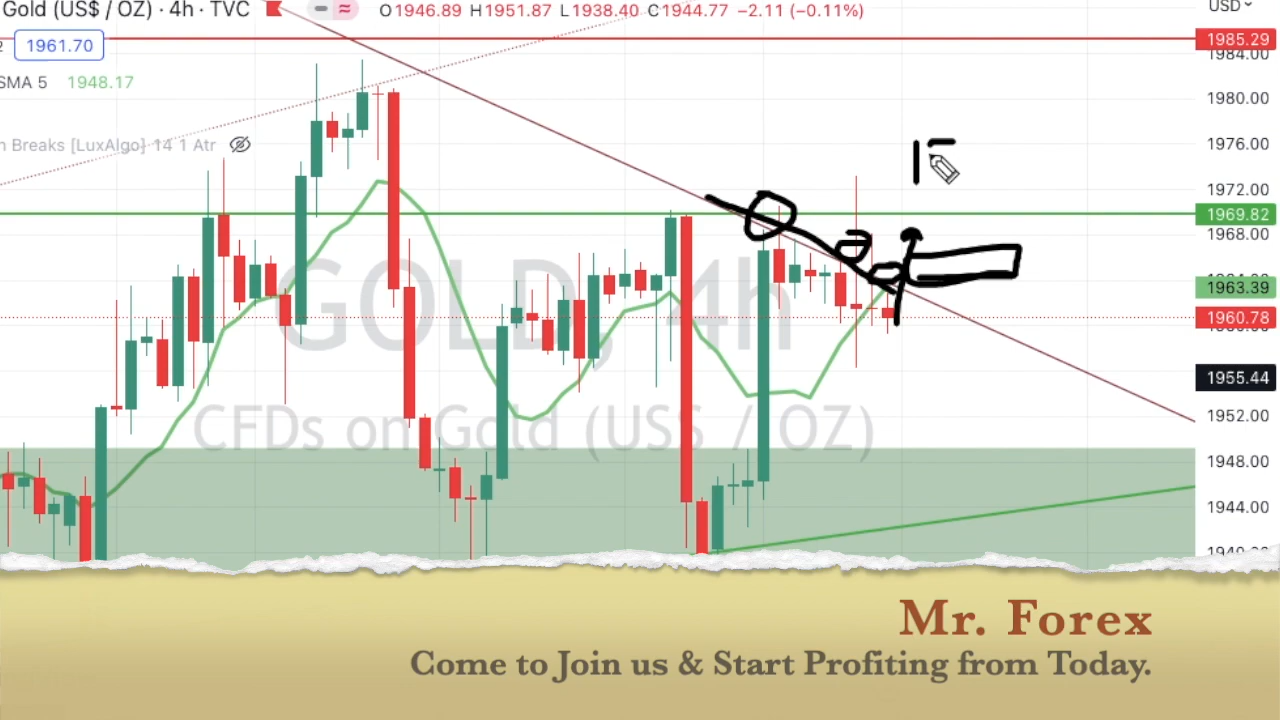 Gold (US$ / OZ) · 4h · TVC O1946.89 H1951.87 L1938.40 C1944.77 −2.11 (−0.11%) USD
1985.29
2 1961.70
1984.00
SMA 5 1948.17
1980.00
n Breaks [LuxAlgo] 14 1 Atr
1976.00
1972.00
1969.82
1968.00
GOLD, 4h
1963.39
1960.78
1955.44
CFDs on Gold (US$ / OZ)
1952.00
1948.00
1944.00
Mr. Forex
Come to Join us & Start Profiting from Today.